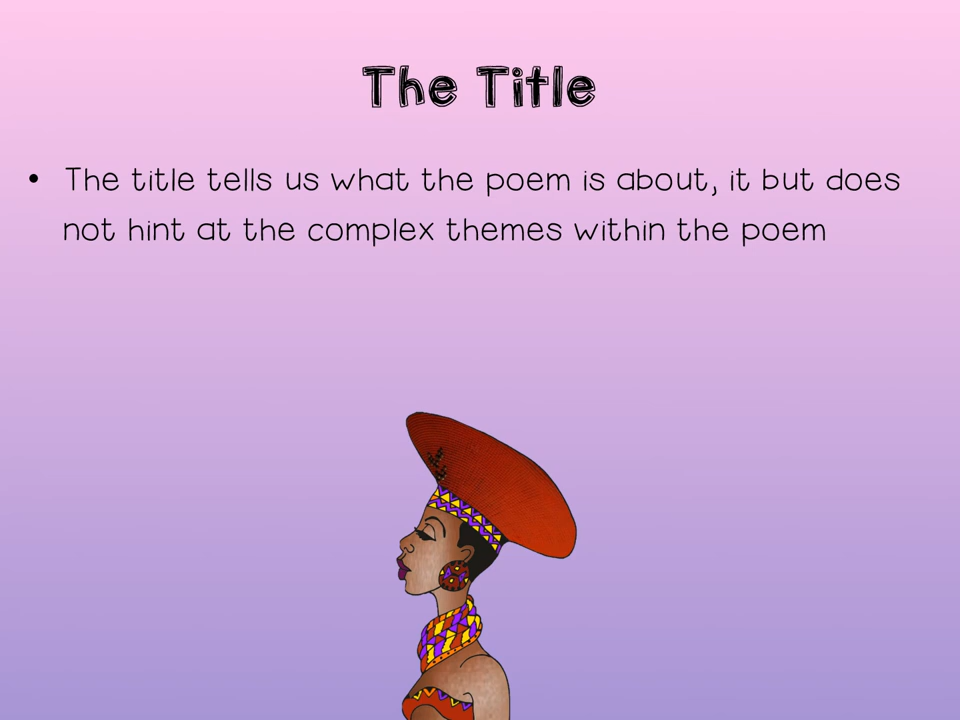 The Title
• The title tells us what the poem is about, it but does
not hint at the complex themes within the poem